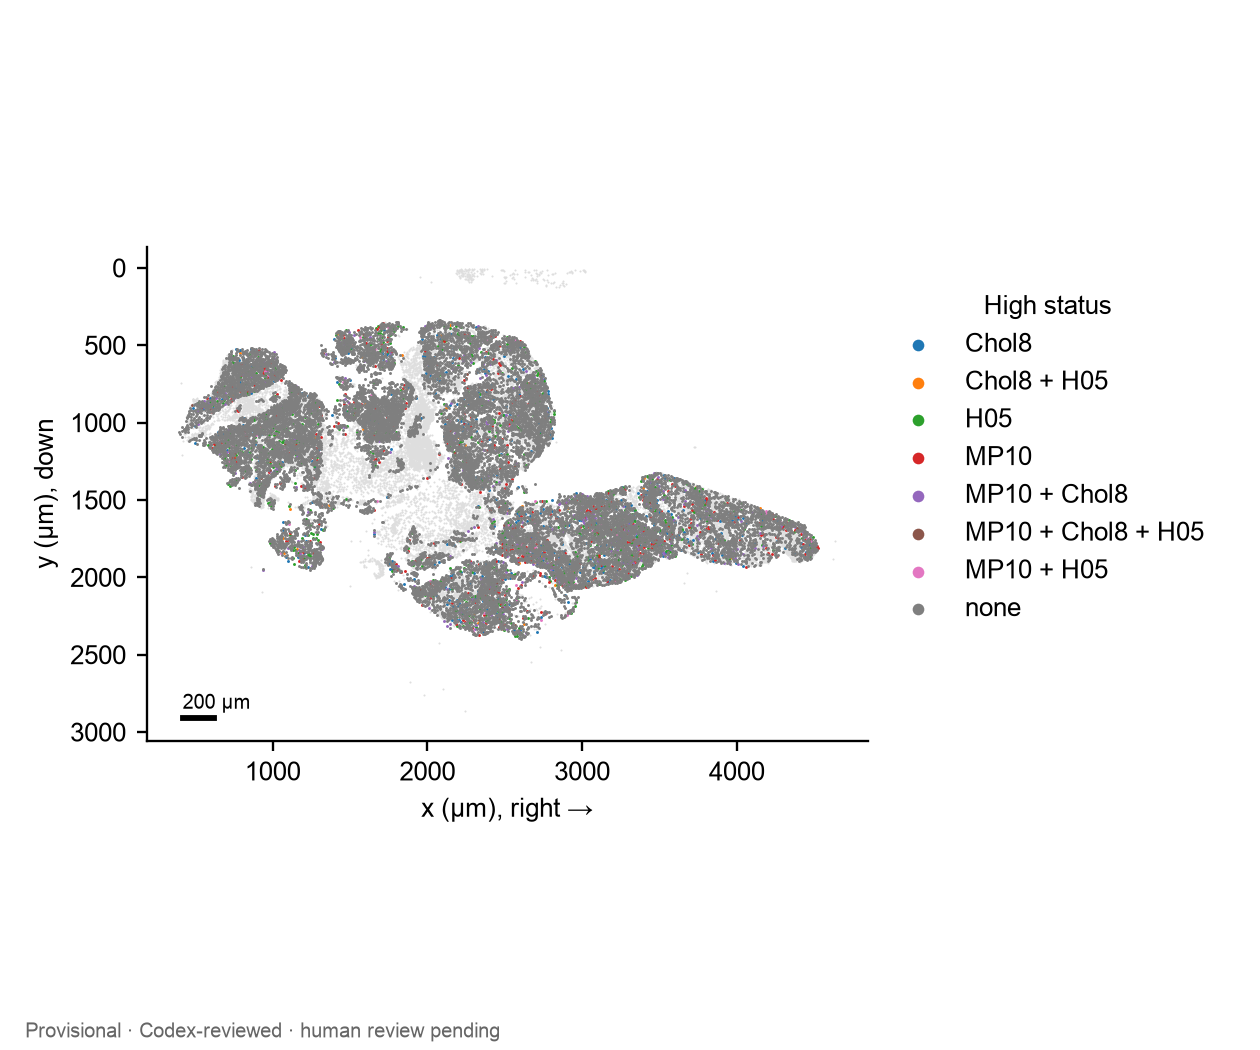 0
500
1000
1500
2000
2500
3000
y (µm), down
200 µm
1000
2000
3000
4000
x (µm), right →
High status
Chol8
Chol8 + H05
H05
MP10
MP10 + Chol8
MP10 + Chol8 + H05
MP10 + H05
none
Provisional · Codex-reviewed · human review pending